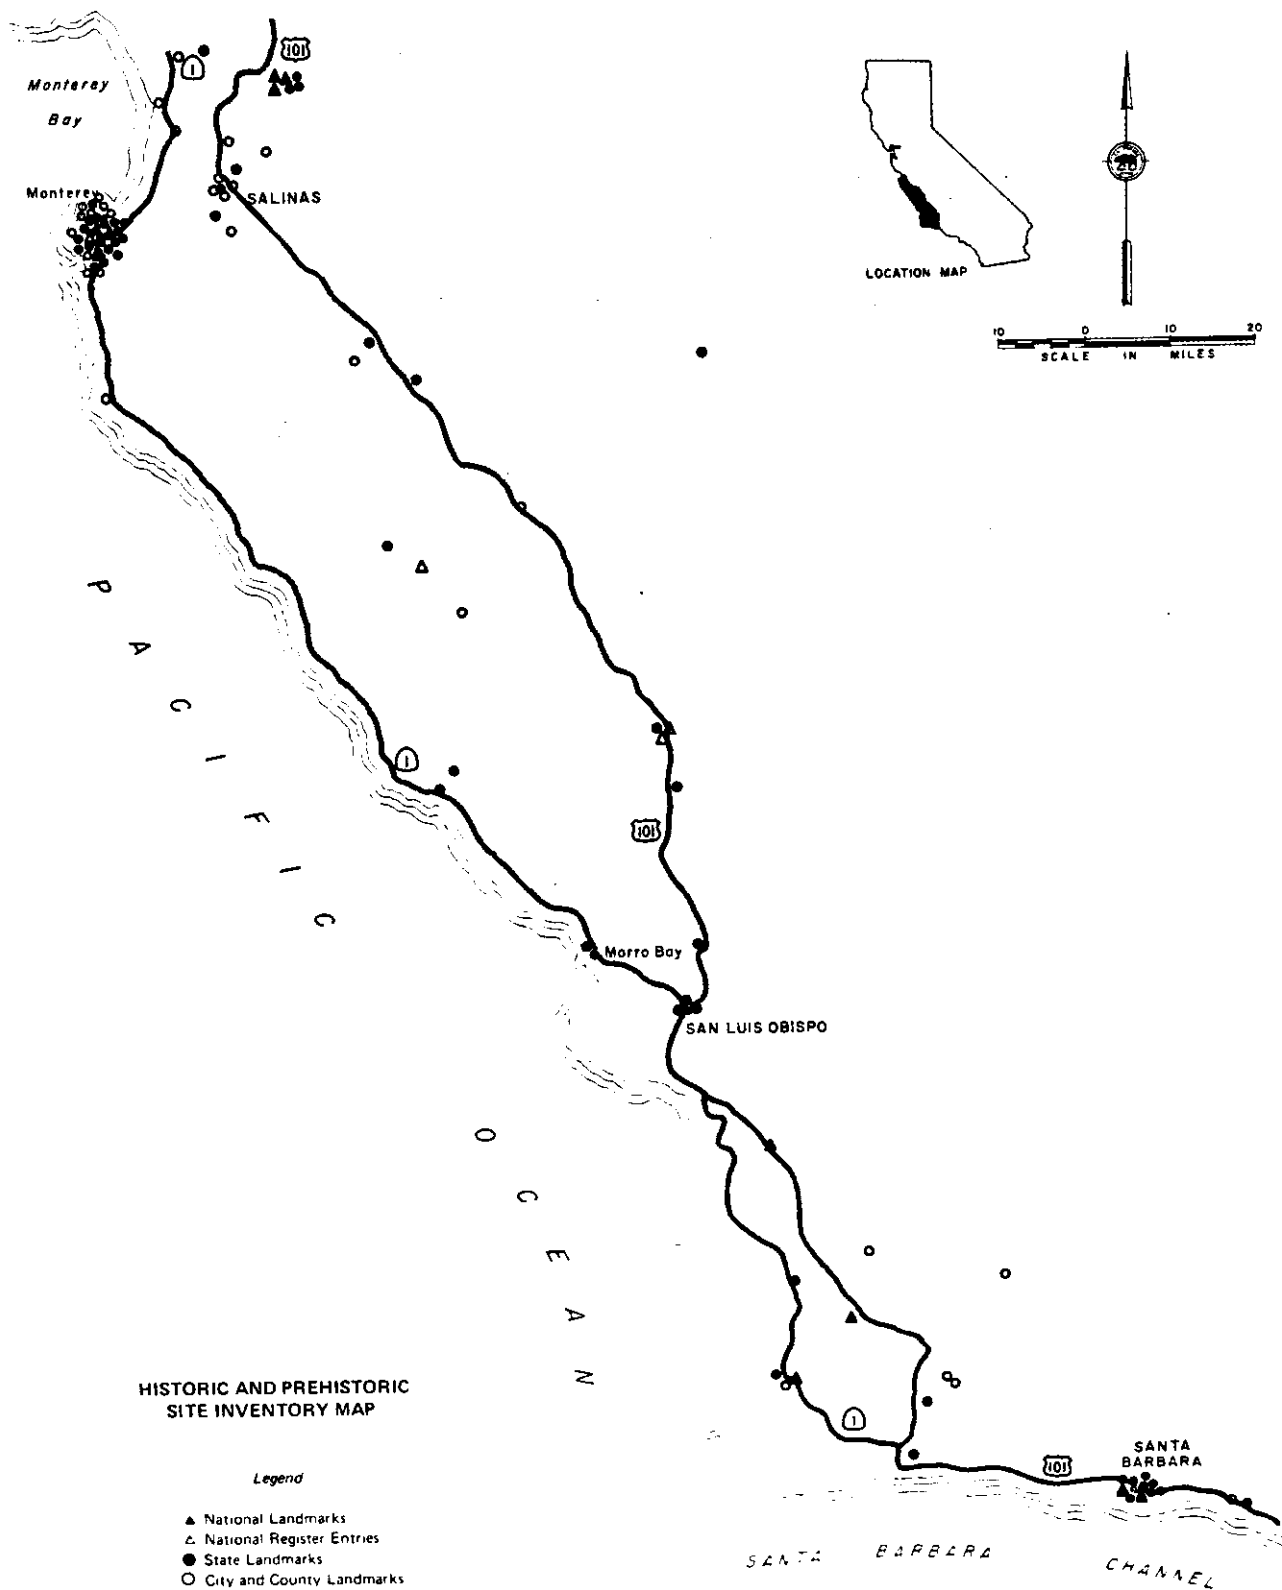 101
1
Monterey
Bay
Monterey
SALINAS
LOCATION MAP
10 0 10 20
SCALE IN MILES
PACIFIC
1
101
Morro Bay
SAN LUIS OBISPO
OCEAN
HISTORIC AND PREHISTORIC
SITE INVENTORY MAP
Legend
National Landmarks
National Register Entries
State Landmarks
City and County Landmarks
1
101
SANTA
BARBARA
SANTA BARBARA CHANNEL